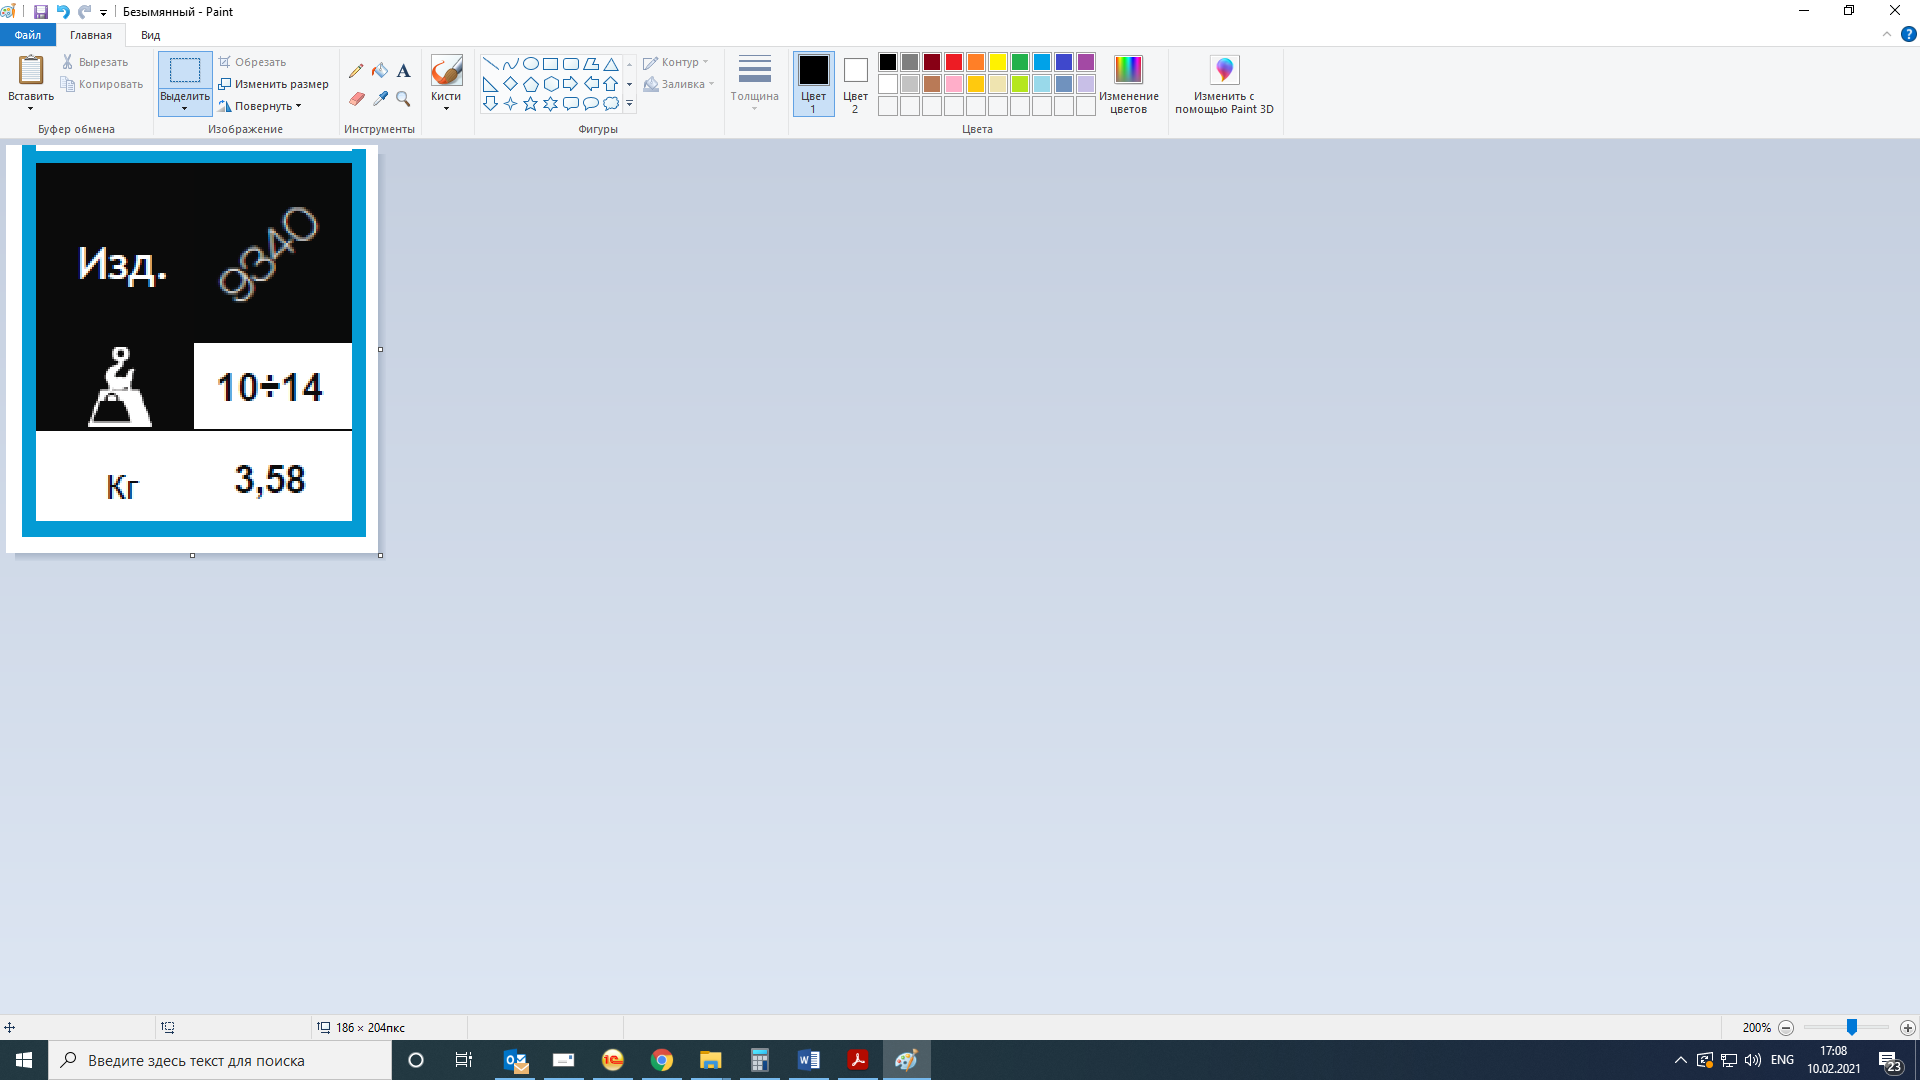 Безымянный - Paint
Файл
Главная
Вид
Вставить
Вырезать
Копировать
Буфер обмена
Выделить
Обрезать
Изменить размер
Повернуть
Изображение
A
Инструменты
Кисти
Контур
Заливка
Фигуры
Толщина
Цвет
1
Цвет
2
Изменение
цветов
Цвета
Изменить с
помощью Paint 3D
Изд.
9340
10÷14
Кг
3,58
186 × 204пкс
200%
Введите здесь текст для поиска
ENG
17:08
10.02.2021
23